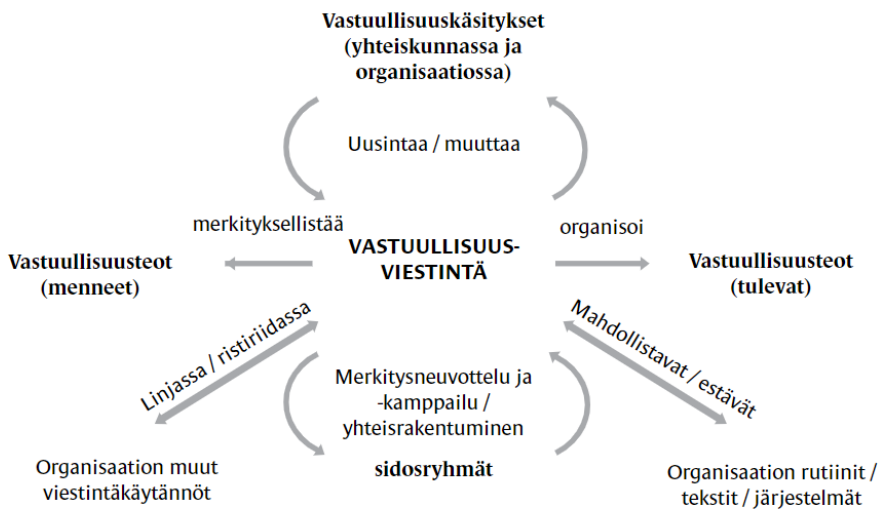 Vastuullisuuskäsitykset
(yhteiskunnassa ja
organisaatiossa)
Uusintaa / muuttaa
merkityksellistää
organisoi
VASTUULLISUUS-
VIESTINTÄ
Vastuullisuusteot
(menneet)
Vastuullisuusteot
(tulevat)
Linjassa / ristiriidassa
Mahdollistavat / estävät
Merkitysneuvottelu ja
-kamppailu /
yhteisrakentuminen
sidosryhmät
Organisaation muut
viestintäkäytännöt
Organisaation rutiinit /
tekstit / järjestelmät